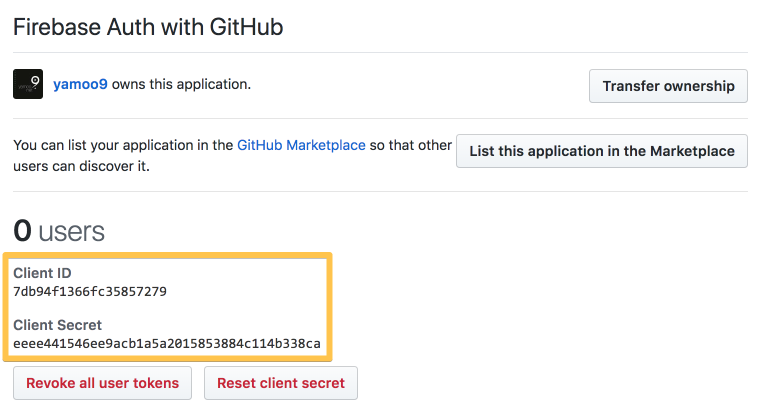 Firebase Auth with GitHub
yamoo9 owns this application.
Transfer ownership
You can list your application in the GitHub Marketplace so that other
users can discover it.
List this application in the Marketplace
0 users
Client ID
7db94f1366fc35857279
Client Secret
eeee441546ee9acb1a5a2015853884c114b338ca
Revoke all user tokens
Reset client secret